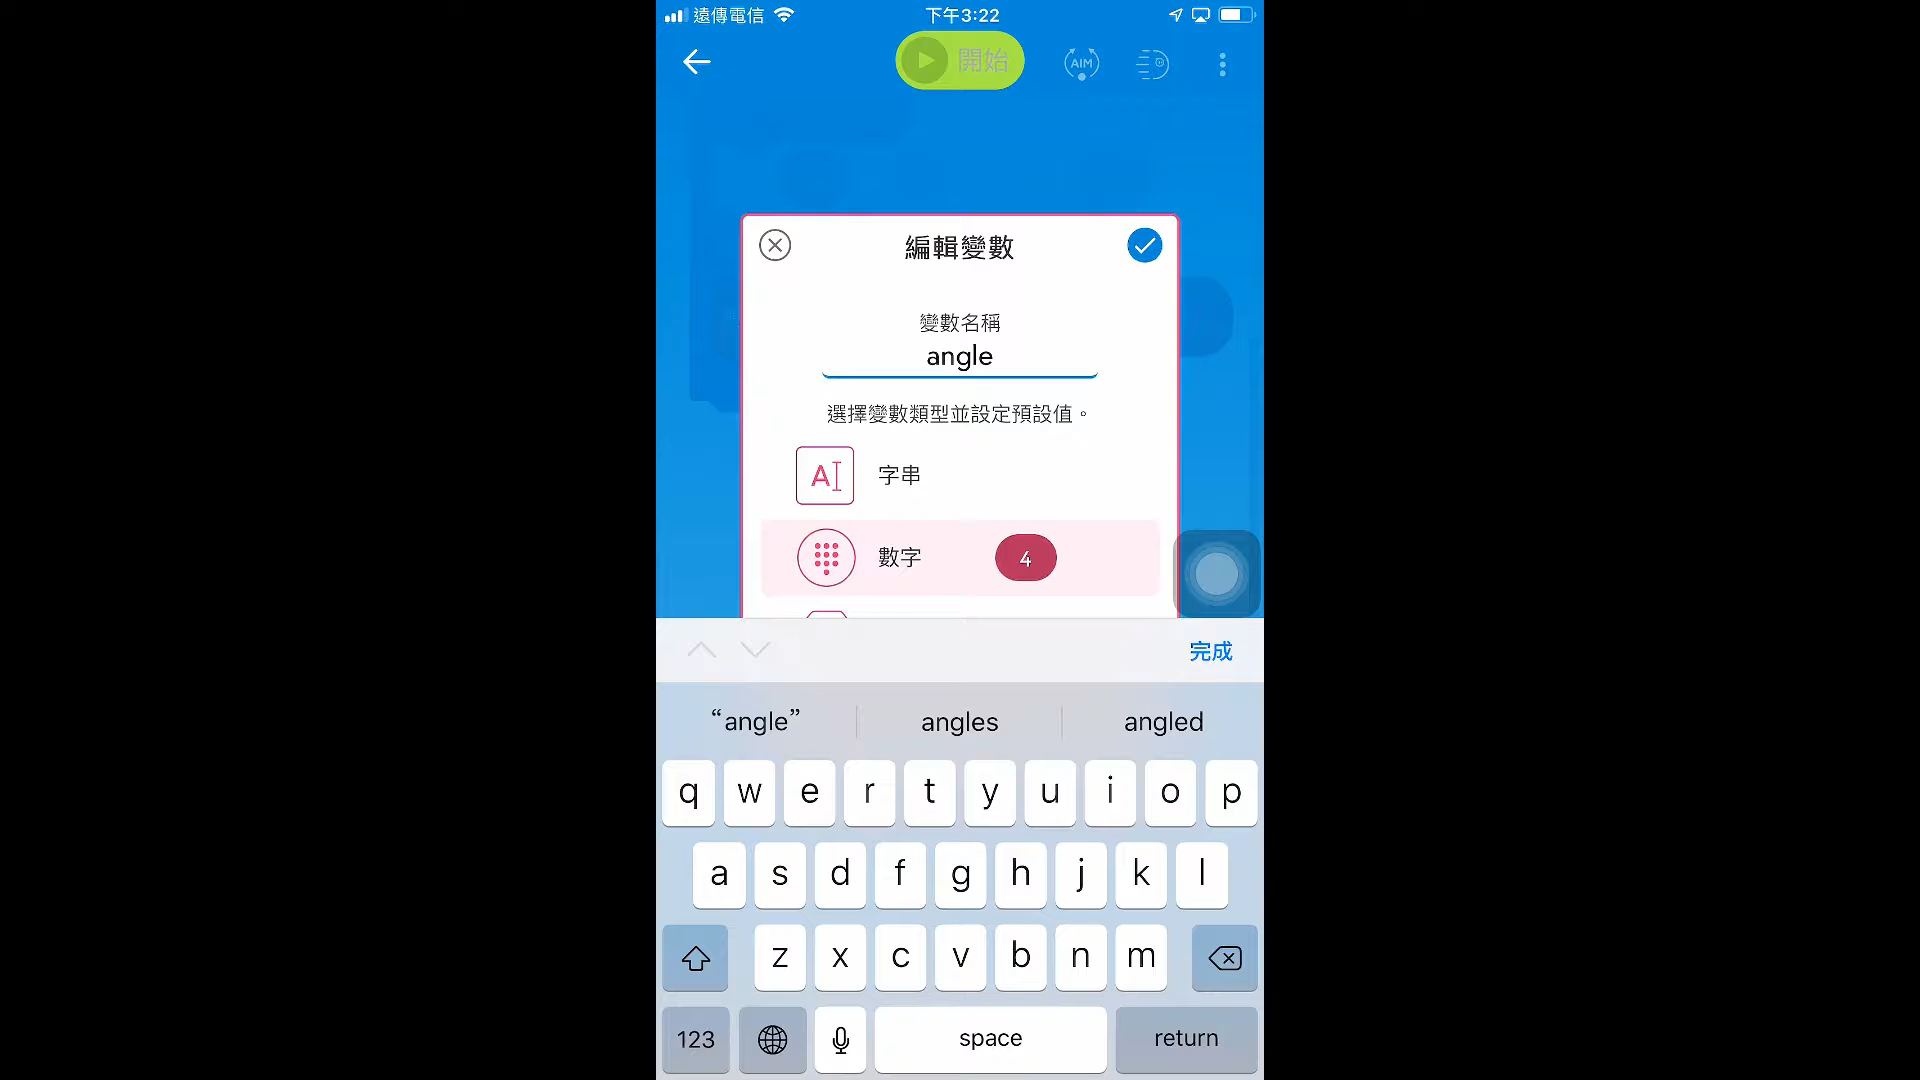 遠傳電信 下午3:22
開始 AIM
編輯變數
變數名稱
angle
選擇變數類型並設定預設值。
A 字串
數字 4
完成
“angle” angles angled
q w e r t y u i o p
a s d f g h j k l
z x c v b n m
123 space return